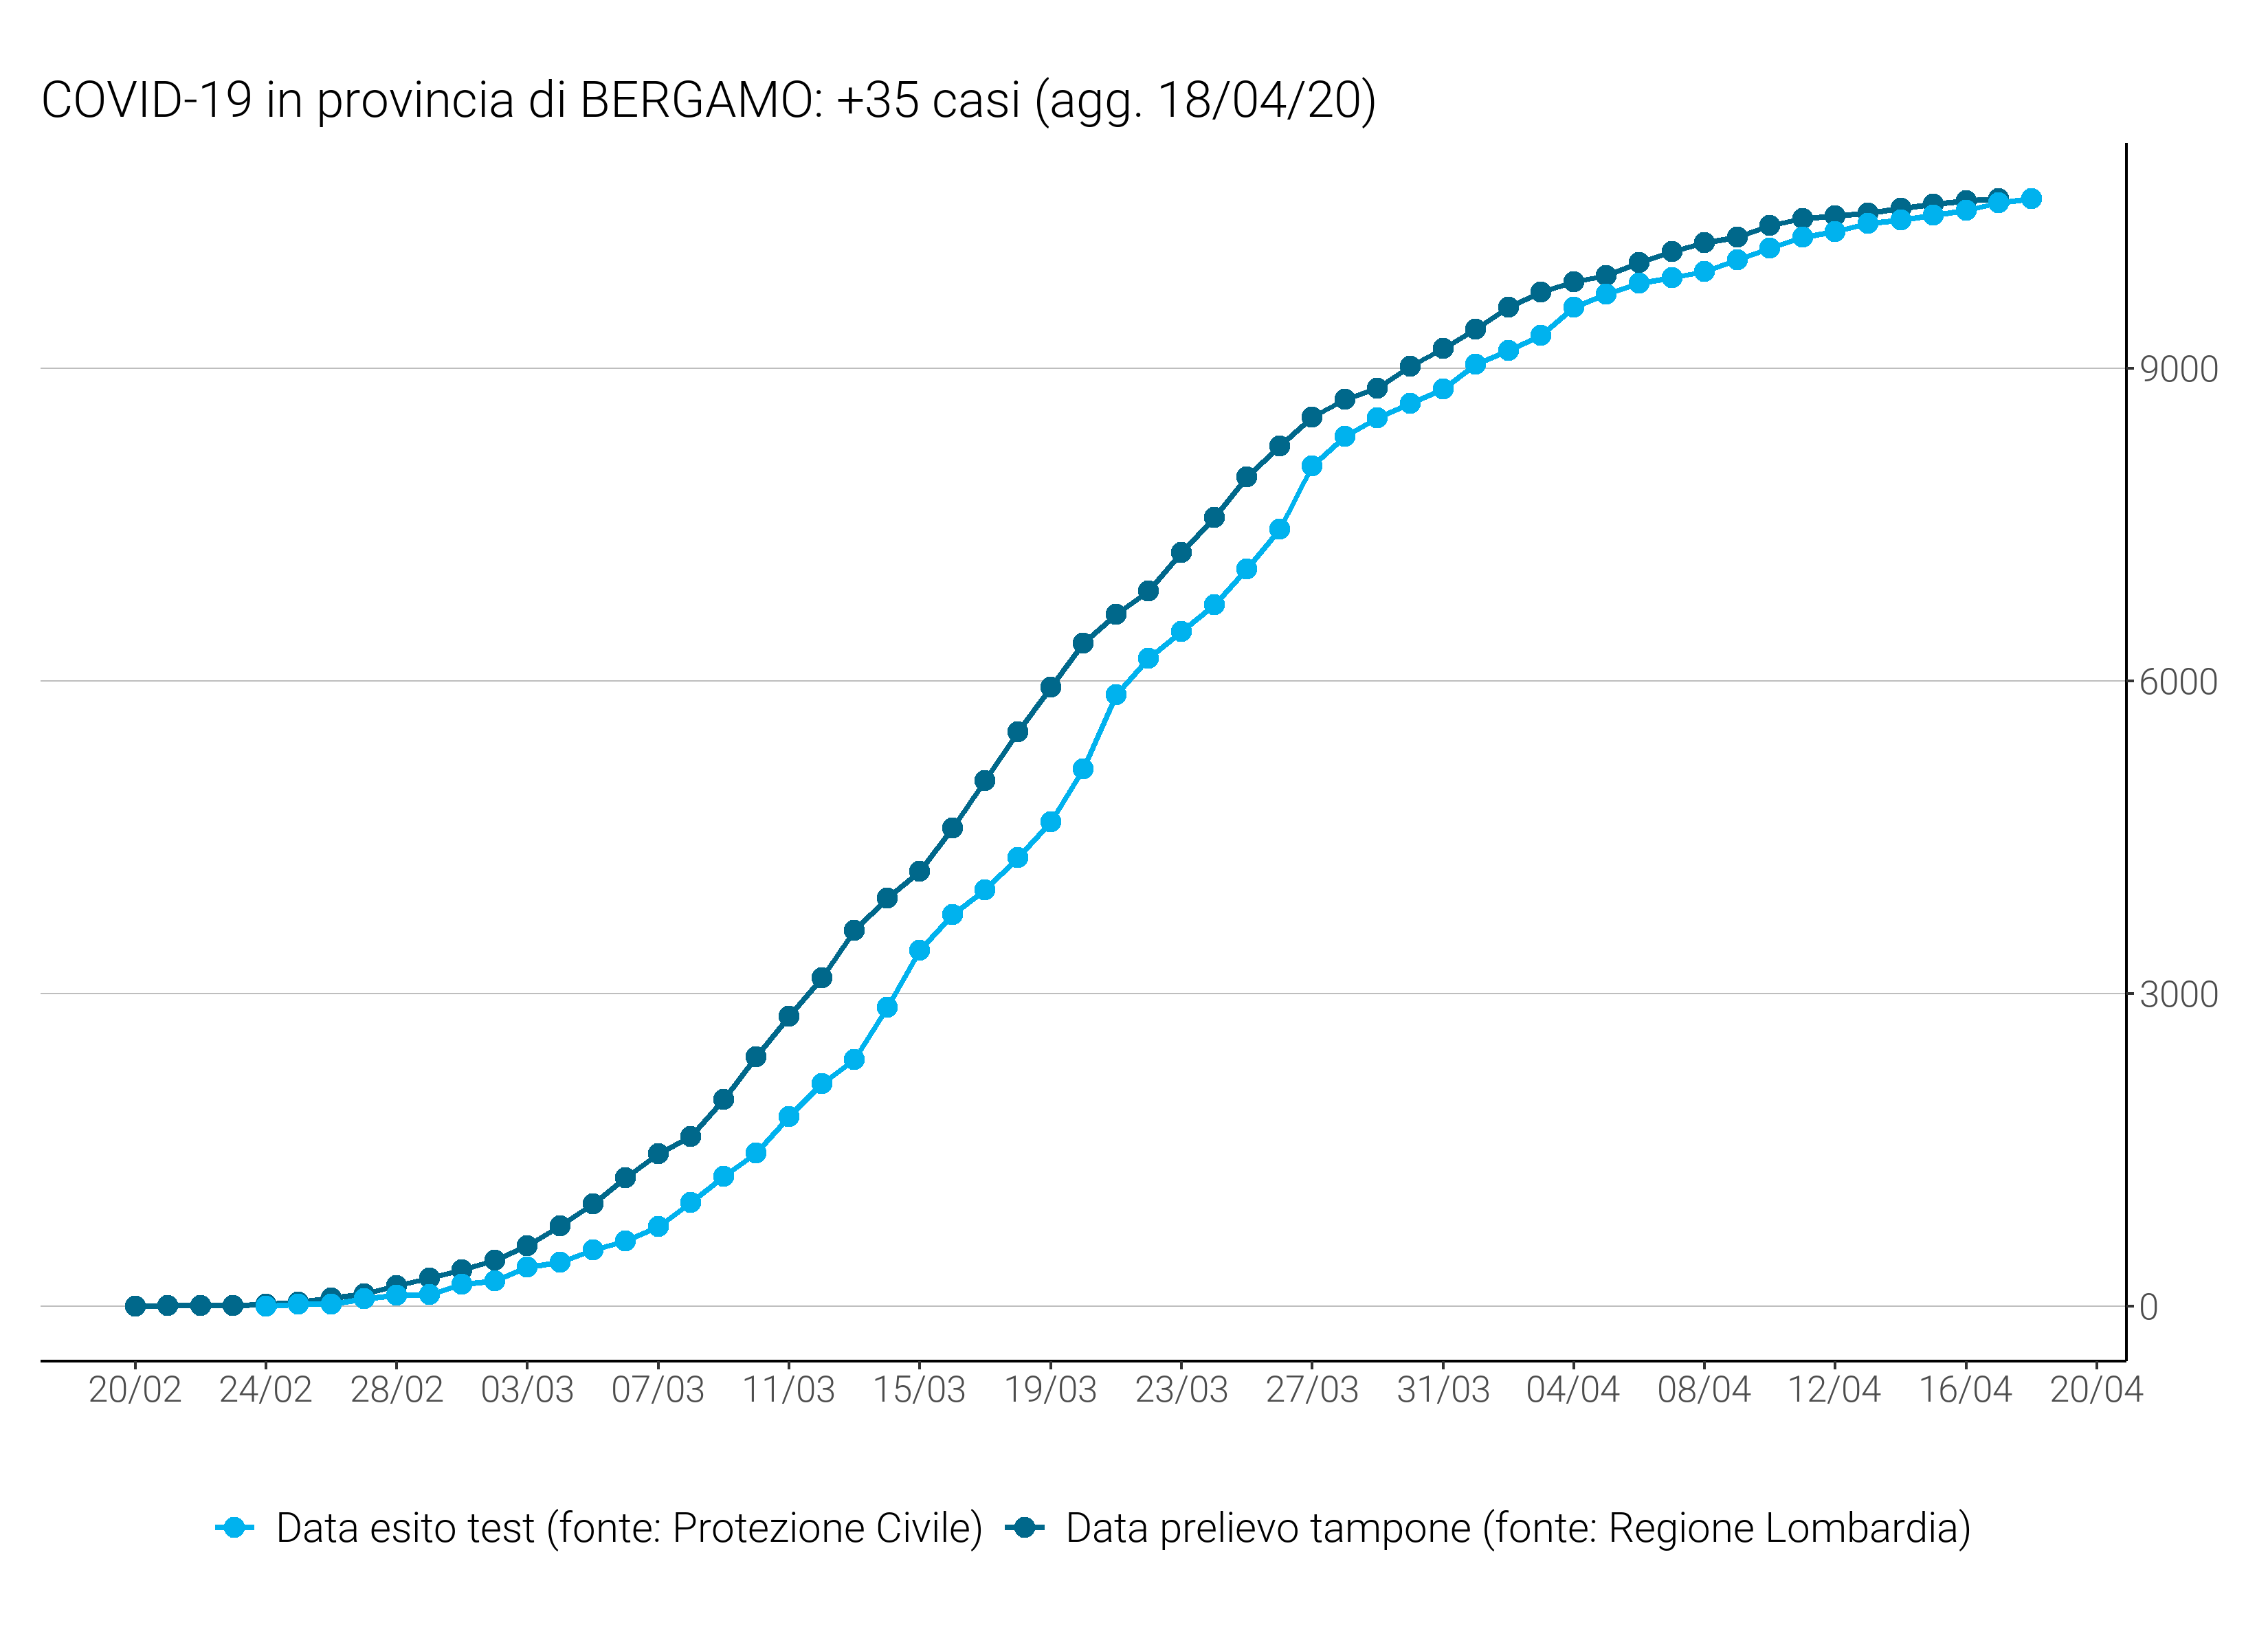 COVID-19 in provincia di BERGAMO: +35 casi (agg. 18/04/20)
9000
6000
3000
0
20/02 24/02 28/02 03/03 07/03 11/03 15/03 19/03 23/03 27/03 31/03 04/04 08/04 12/04 16/04 20/04
Data esito test (fonte: Protezione Civile) Data prelievo tampone (fonte: Regione Lombardia)